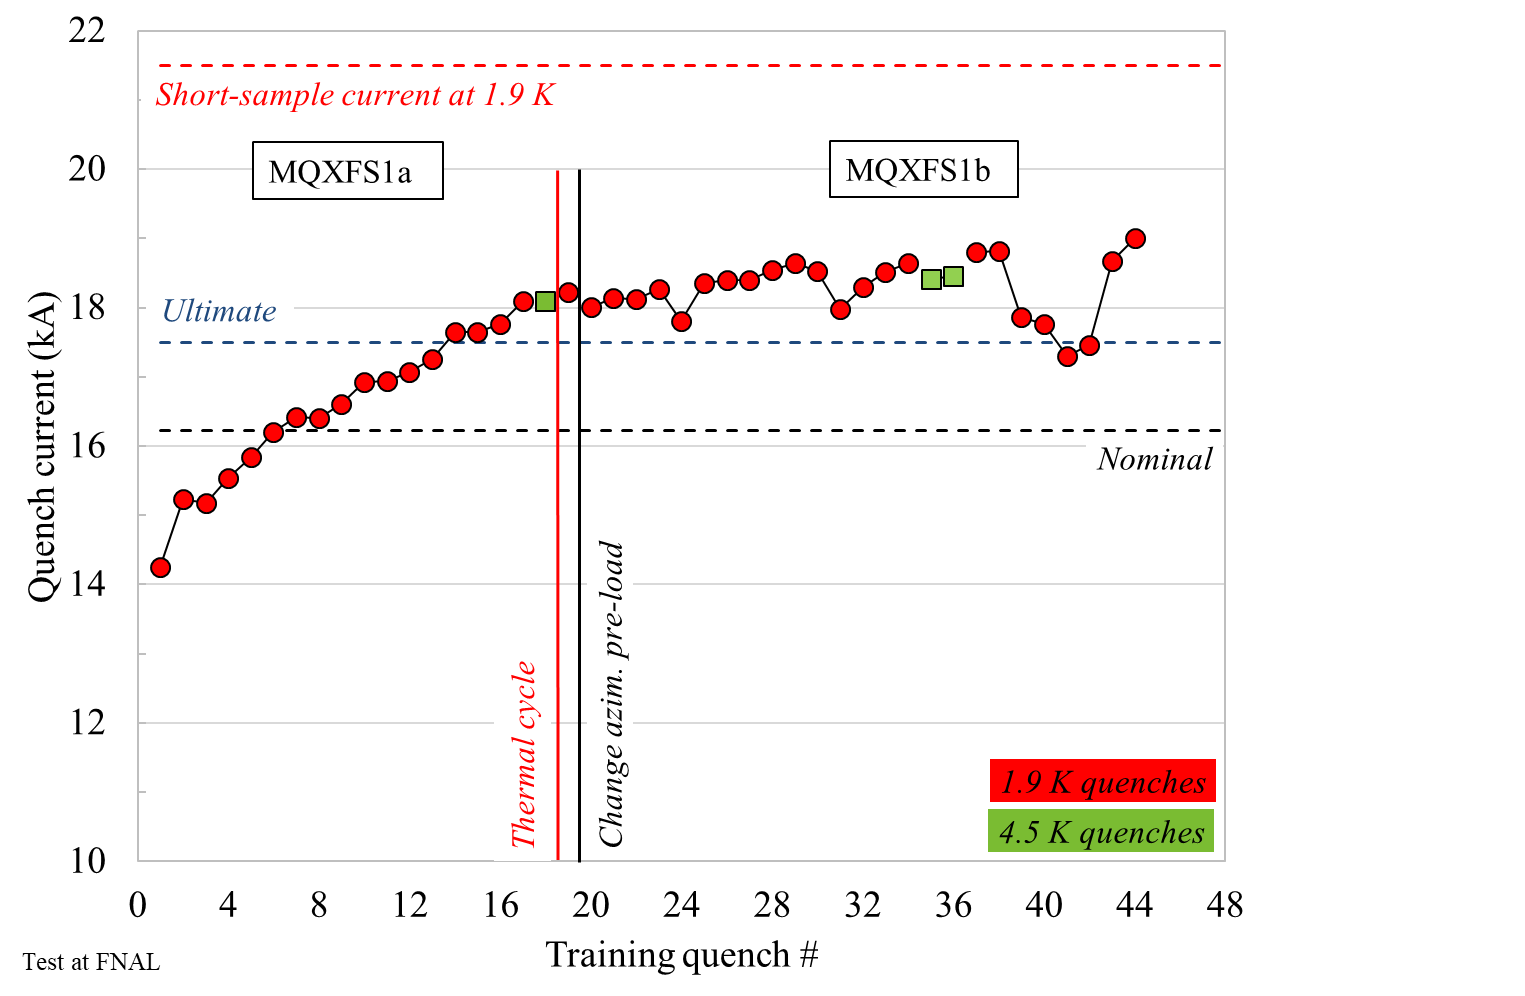 22
Short-sample current at 1.9 K
20
MQXFS1a
MQXFS1b
18
Ultimate
16
Nominal
14
12
10
Quench current (kA)
Thermal cycle
Change azim. pre-load
1.9 K quenches
4.5 K quenches
0 4 8 12 16 20 24 28 32 36 40 44 48
Training quench #
Test at FNAL